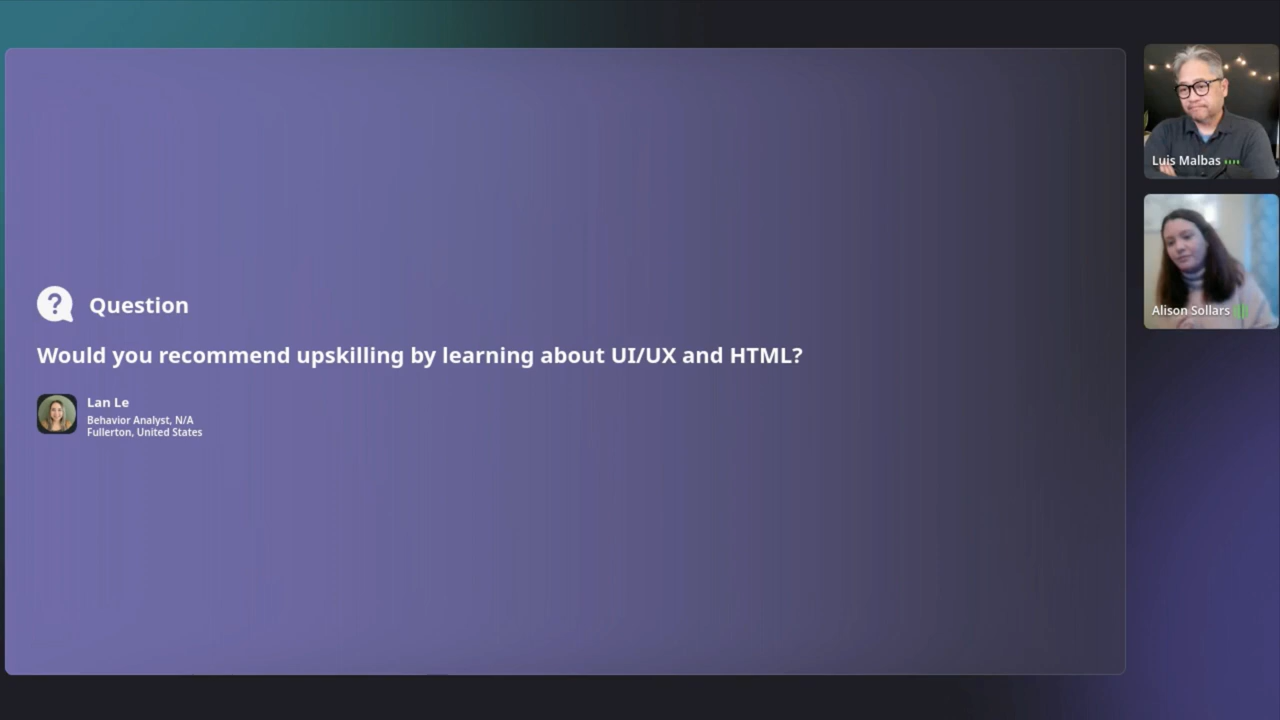 Question
Would you recommend upskilling by learning about UI/UX and HTML?
Lan Le
Behavior Analyst, N/A
Fullerton, United States
Luis Malbas
Alison Sollars